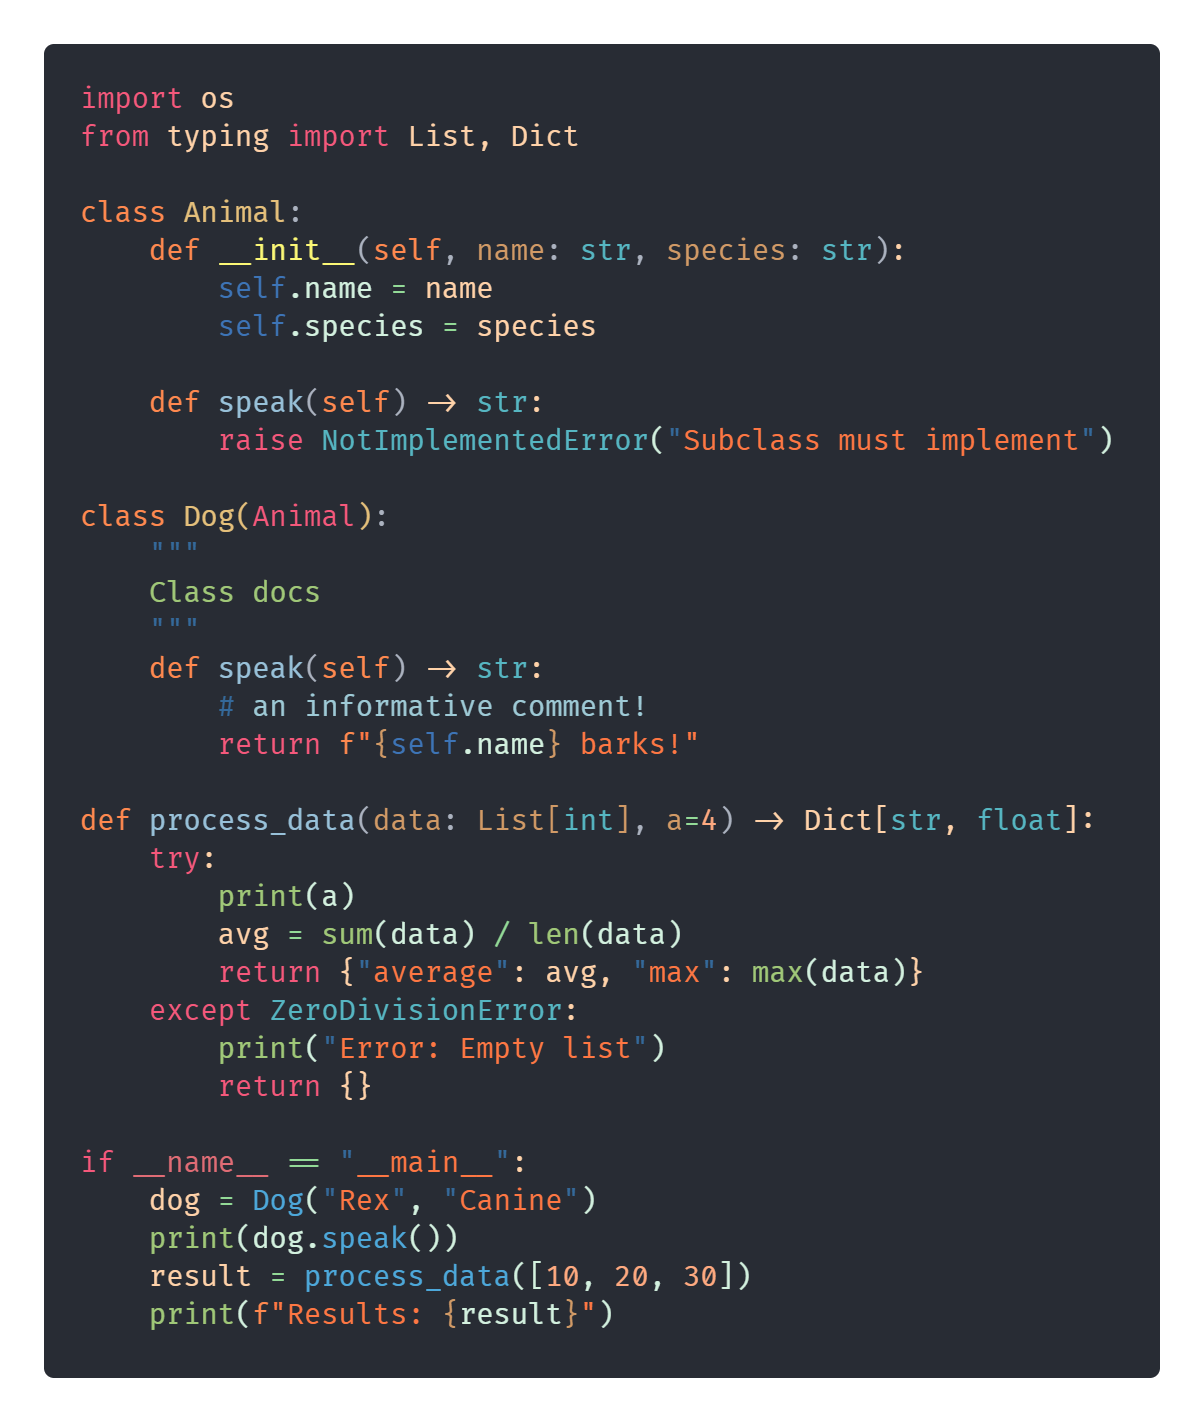 import os
from typing import List, Dict

class Animal:
    def __init__(self, name: str, species: str):
        self.name = name
        self.species = species

    def speak(self) -> str:
        raise NotImplementedError("Subclass must implement")

class Dog(Animal):
    """
    Class docs
    """
    def speak(self) -> str:
        # an informative comment!
        return f"{self.name} barks!"

def process_data(data: List[int], a=4) -> Dict[str, float]:
    try:
        print(a)
        avg = sum(data) / len(data)
        return {"average": avg, "max": max(data)}
    except ZeroDivisionError:
        print("Error: Empty list")
        return {}

if __name__ == "__main__":
    dog = Dog("Rex", "Canine")
    print(dog.speak())
    result = process_data([10, 20, 30])
    print(f"Results: {result}")